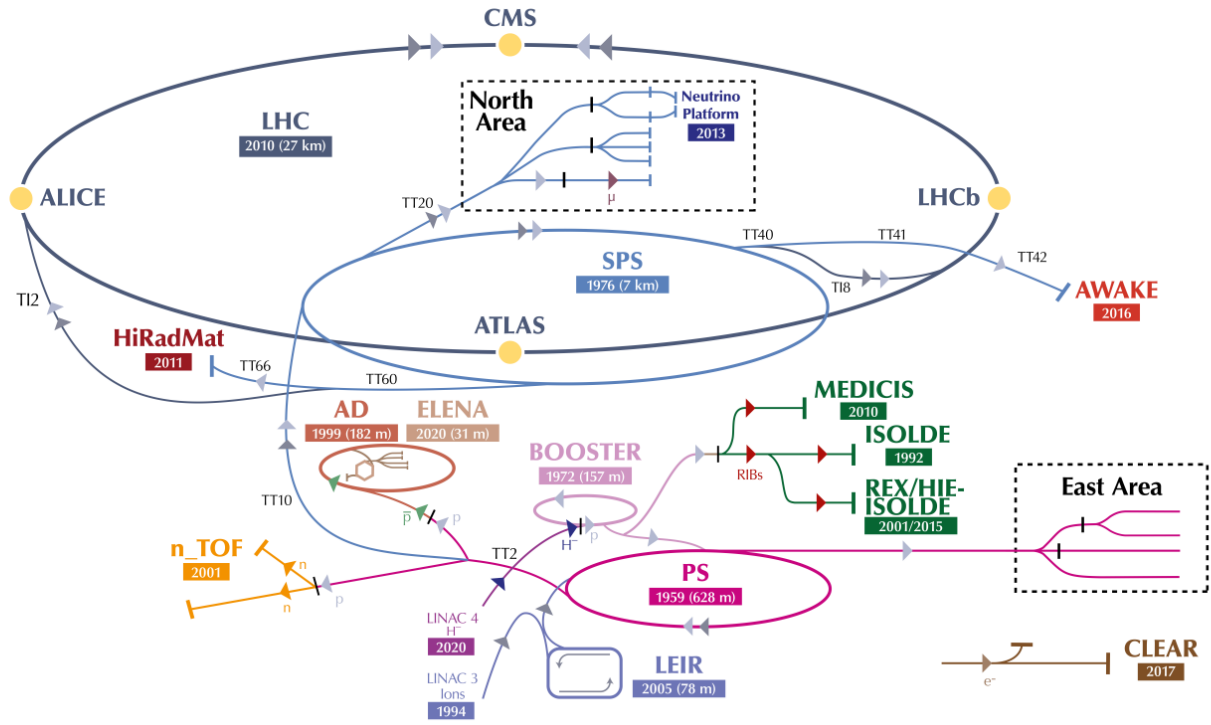 CMS
North
Area
Neutrino
Platform
2013
LHC
2010 (27 km)
μ
ALICE
LHCb
TT20
TT40
TT41
TT42
SPS
1976 (7 km)
TI8
TI2
AWAKE
2016
ATLAS
HiRadMat
2011
TT66
TT60
MEDICIS
2010
AD
1999 (182 m)
ELENA
2020 (31 m)
ISOLDE
1992
BOOSTER
1972 (157 m)
RIBs
REX/HIE-
ISOLDE
2001/2015
East Area
TT10
p̅
p
H⁻
p
TT2
n_TOF
2001
n
n
p
PS
1959 (628 m)
LINAC 4
H⁻
2020
LEIR
2005 (78 m)
LINAC 3
Ions
1994
CLEAR
2017
e⁻